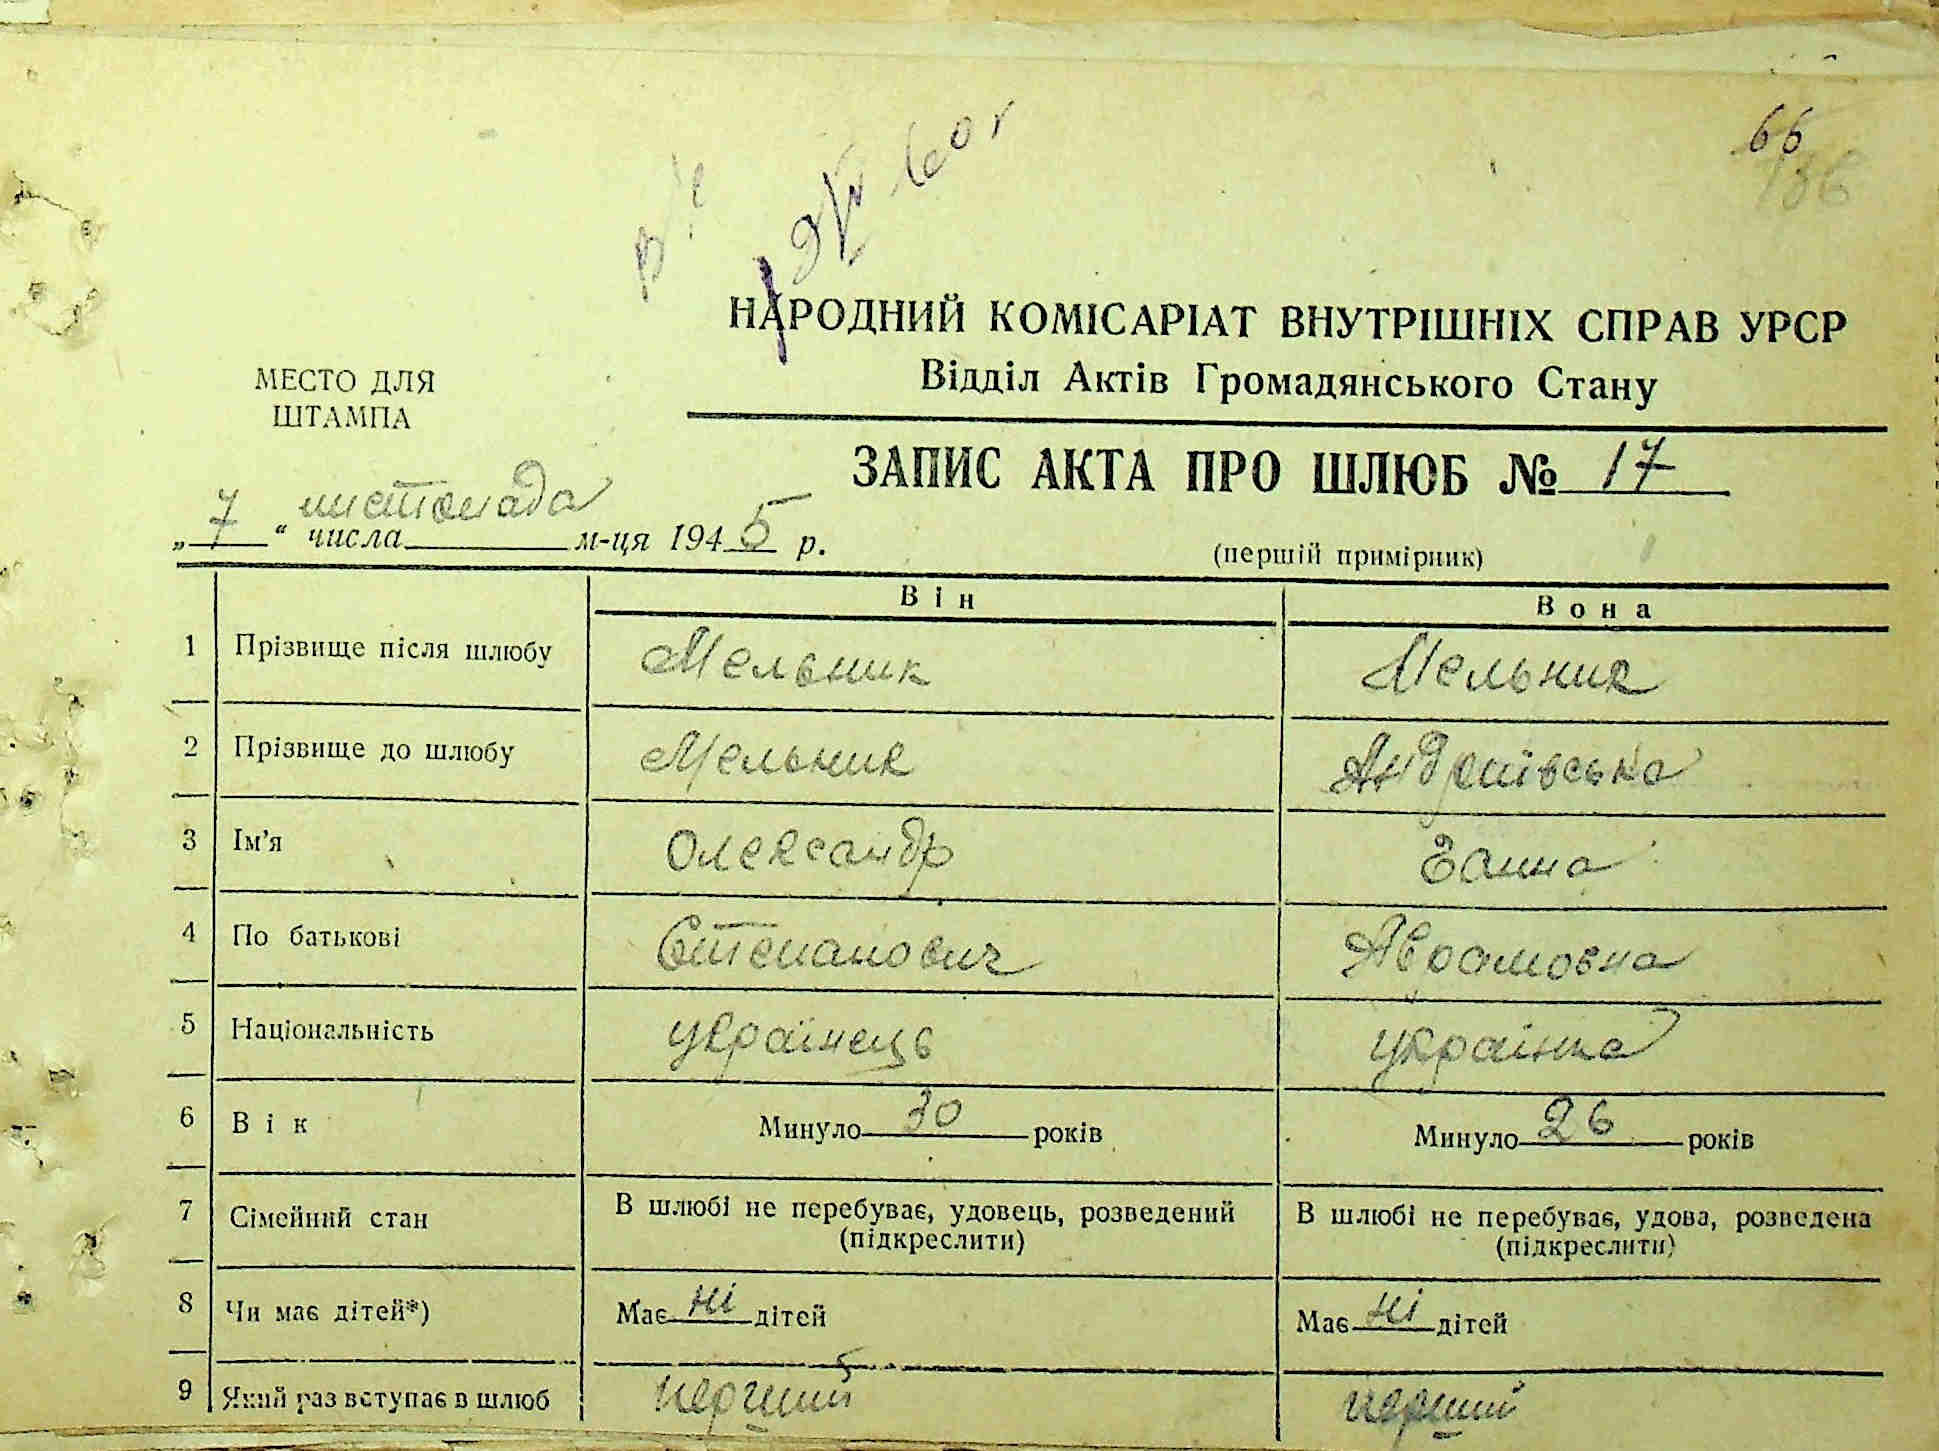 66
136
НАРОДНИЙ КОМІСАРІАТ ВНУТРІШНІХ СПРАВ УРСР
Відділ Актів Громадянського Стану
МЕСТО ДЛЯ
ШТАМПА
ЗАПИС АКТА ПРО ШЛЮБ № 17
„ 7 “ числа листопада м-ця 1945 р.
(першій примірник)
Він Вона
1 Прізвище після шлюбу Мельник Мельник
2 Прізвище до шлюбу Мельник Андриївська
3 Ім'я Олександр Ганна
4 По батькові Степанович Аврамовна
5 Національність українець українка
6 Вік Минуло 30 років Минуло 26 років
7 Сімейний стан В шлюбі не перебуває, удовець, розведений В шлюбі не перебуває, удова, розведена
(підкреслити) (підкреслити)
8 Чи має дітей*) Має ні дітей Має ні дітей
9 Який раз вступає в шлюб перший перший